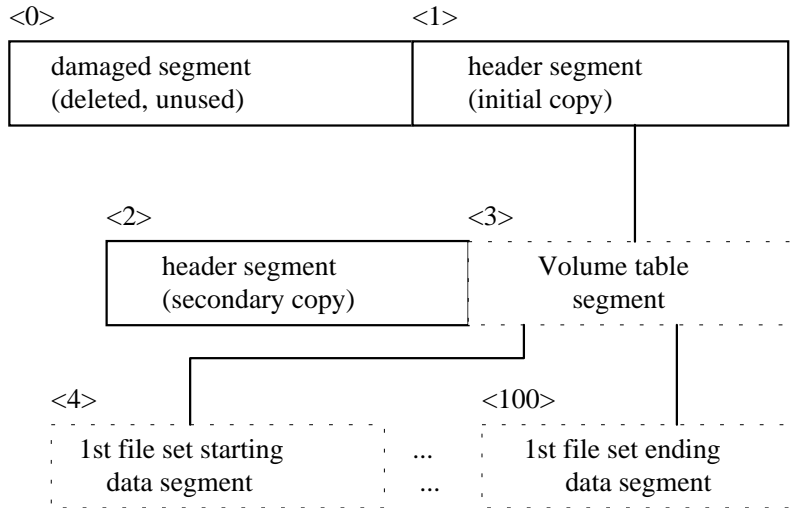 <0> <1>
damaged segment header segment
(deleted, unused) (initial copy)
<2> <3>
header segment Volume table
(secondary copy) segment
<4> <100>
1st file set starting ... 1st file set ending
data segment ... data segment